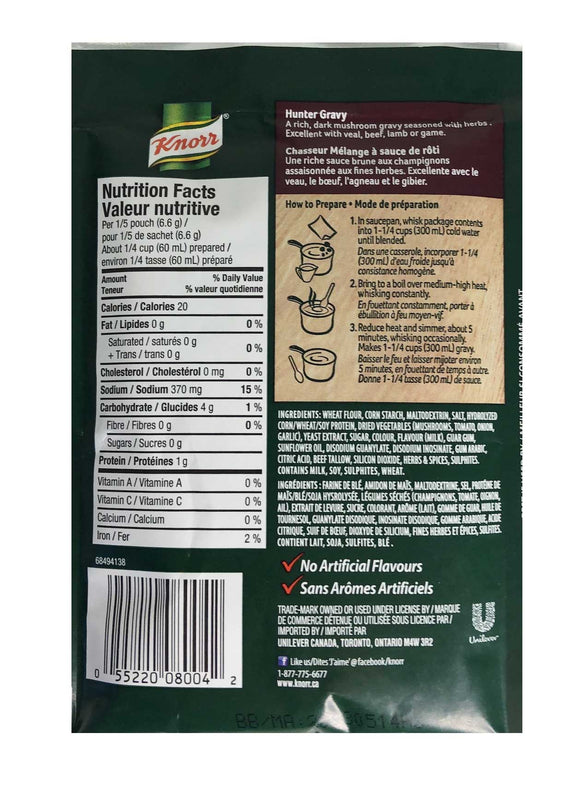 Knorr®
Hunter Gravy
A rich, dark mushroom gravy seasoned with herbs.
Excellent with veal, beef, lamb or game.
Chasseur Mélange à sauce de rôti
Une riche sauce brune aux champignons
assaisonnée aux fines herbes. Excellente avec le
veau, le bœuf, l'agneau et le gibier.
Nutrition Facts
Valeur nutritive
Per 1/5 pouch (6.6 g) /
pour 1/5 de sachet (6.6 g)
About 1/4 cup (60 mL) prepared /
environ 1/4 tasse (60 mL) préparé
Amount % Daily Value
Teneur % valeur quotidienne
Calories / Calories 20
Fat / Lipides 0 g 0 %
Saturated / saturés 0 g
+ Trans / trans 0 g 0 %
Cholesterol / Cholestérol 0 mg 0 %
Sodium / Sodium 370 mg 15 %
Carbohydrate / Glucides 4 g 1 %
Fibre / Fibres 0 g 0 %
Sugars / Sucres 0 g
Protein / Protéines 1 g
Vitamin A / Vitamine A 0 %
Vitamin C / Vitamine C 0 %
Calcium / Calcium 0 %
Iron / Fer 2 %
68494138
0 55220 08004 2
How to Prepare • Mode de préparation
1. In saucepan, whisk package contents
into 1-1/4 cups (300 mL) cold water
until blended.
Dans une casserole, incorporer 1-1/4
(300 mL) d'eau froide jusqu'à
consistance homogène.
2. Bring to a boil over medium-high heat,
whisking constantly.
En fouettant constamment, porter à
ébullition à feu moyen-vif.
3. Reduce heat and simmer, about 5
minutes, whisking occasionally.
Makes 1-1/4 cups (300 mL) gravy.
Baisser le feu et laisser mijoter environ
5 minutes, en fouettant de temps à autre.
Donne 1-1/4 tasse (300 mL) de sauce.
INGREDIENTS: WHEAT FLOUR, CORN STARCH, MALTODEXTRIN, SALT, HYDROLYZED
CORN/WHEAT/SOY PROTEIN, DRIED VEGETABLES (MUSHROOMS, TOMATO, ONION,
GARLIC), YEAST EXTRACT, SUGAR, COLOUR, FLAVOUR (MILK), GUAR GUM,
SUNFLOWER OIL, DISODIUM GUANYLATE, DISODIUM INOSINATE, GUM ARABIC,
CITRIC ACID, BEEF TALLOW, SILICON DIOXIDE, HERBS & SPICES, SULPHITES.
CONTAINS MILK, SOY, SULPHITES, WHEAT.
INGRÉDIENTS : FARINE DE BLÉ, AMIDON DE MAÏS, MALTODEXTRINE, SEL, PROTÉINE DE
MAÏS/BLÉ/SOJA HYSROLYSÉE, LÉGUMES SÉCHÉS (CHAMPIGNONS, TOMATE, OIGNON,
AIL), EXTRAIT DE LEVURE, SUCRE, COLORANT, ARÔME (LAIT), GOMME DE GUAR, HUILE DE
TOURNESOL, GUANYLATE DISODIQUE, INOSINATE DISODIQUE, GOMME ARABIQUE, ACIDE
CITRIQUE, SUIF DE BŒUF, DIOXYDE DE SILICIUM, FINES HERBES ET ÉPICES, SULFITES.
CONTIENT LAIT, SOJA, SULFITES, BLÉ .
No Artificial Flavours
Sans Arômes Artificiels
TRADE-MARK OWNED OR USED UNDER LICENSE BY / MARQUE
DE COMMERCE DÉTENUE OU UTILISÉE SOUS LICENCE PAR /
IMPORTED BY / IMPORTÉ PAR
UNILEVER CANADA, TORONTO, ONTARIO M4W 3R2
Unilever
f Like us/Dites 'J'aime' @ facebook/knorr
1-877-775-6677
www.knorr.ca
BB/MA